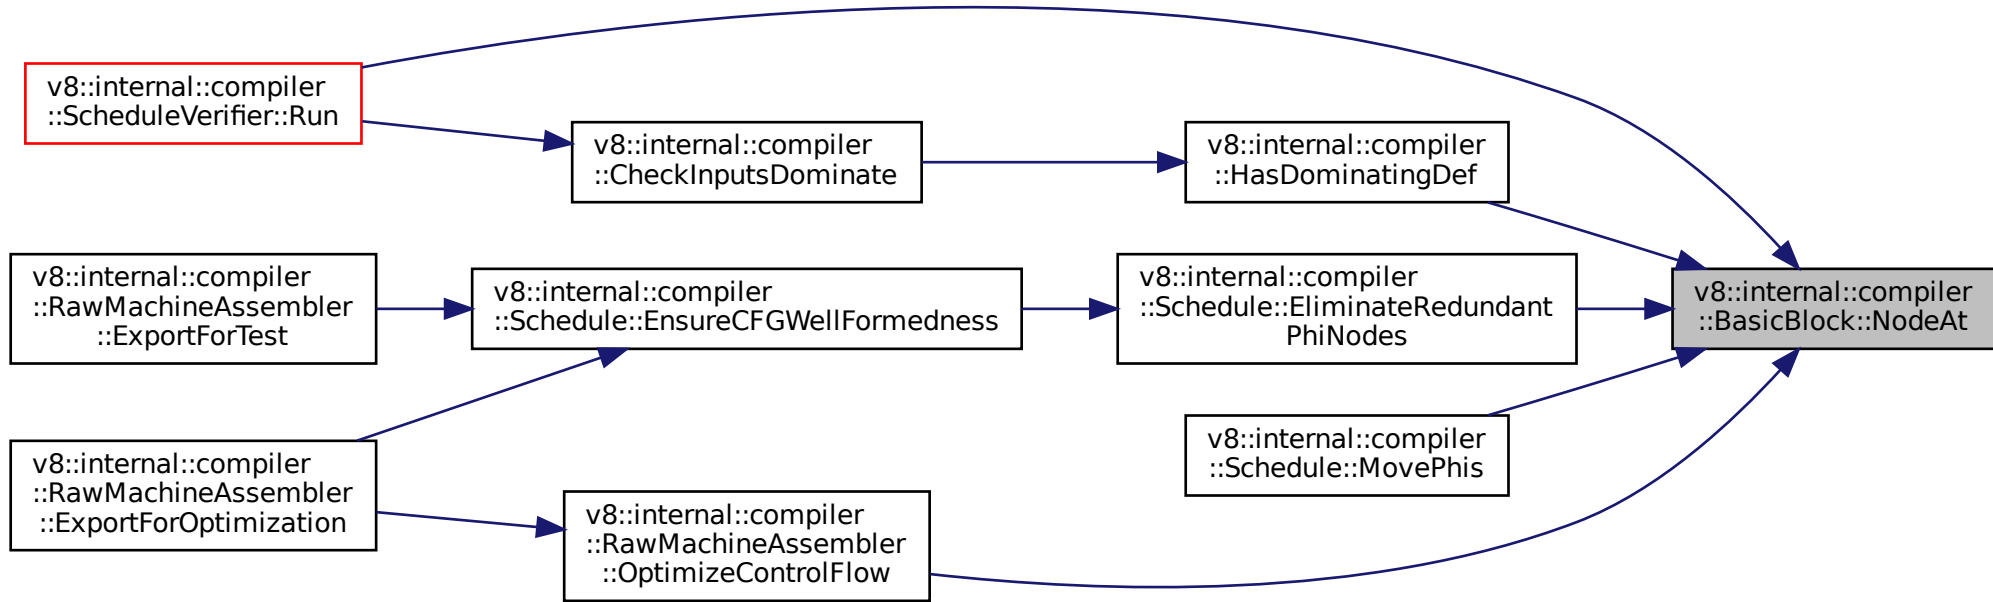 v8::internal::compiler
::ScheduleVerifier::Run
v8::internal::compiler
::CheckInputsDominate
v8::internal::compiler
::HasDominatingDef
v8::internal::compiler
::RawMachineAssembler
::ExportForTest
v8::internal::compiler
::Schedule::EnsureCFGWellFormedness
v8::internal::compiler
::Schedule::EliminateRedundant
PhiNodes
v8::internal::compiler
::BasicBlock::NodeAt
v8::internal::compiler
::Schedule::MovePhis
v8::internal::compiler
::RawMachineAssembler
::ExportForOptimization
v8::internal::compiler
::RawMachineAssembler
::OptimizeControlFlow